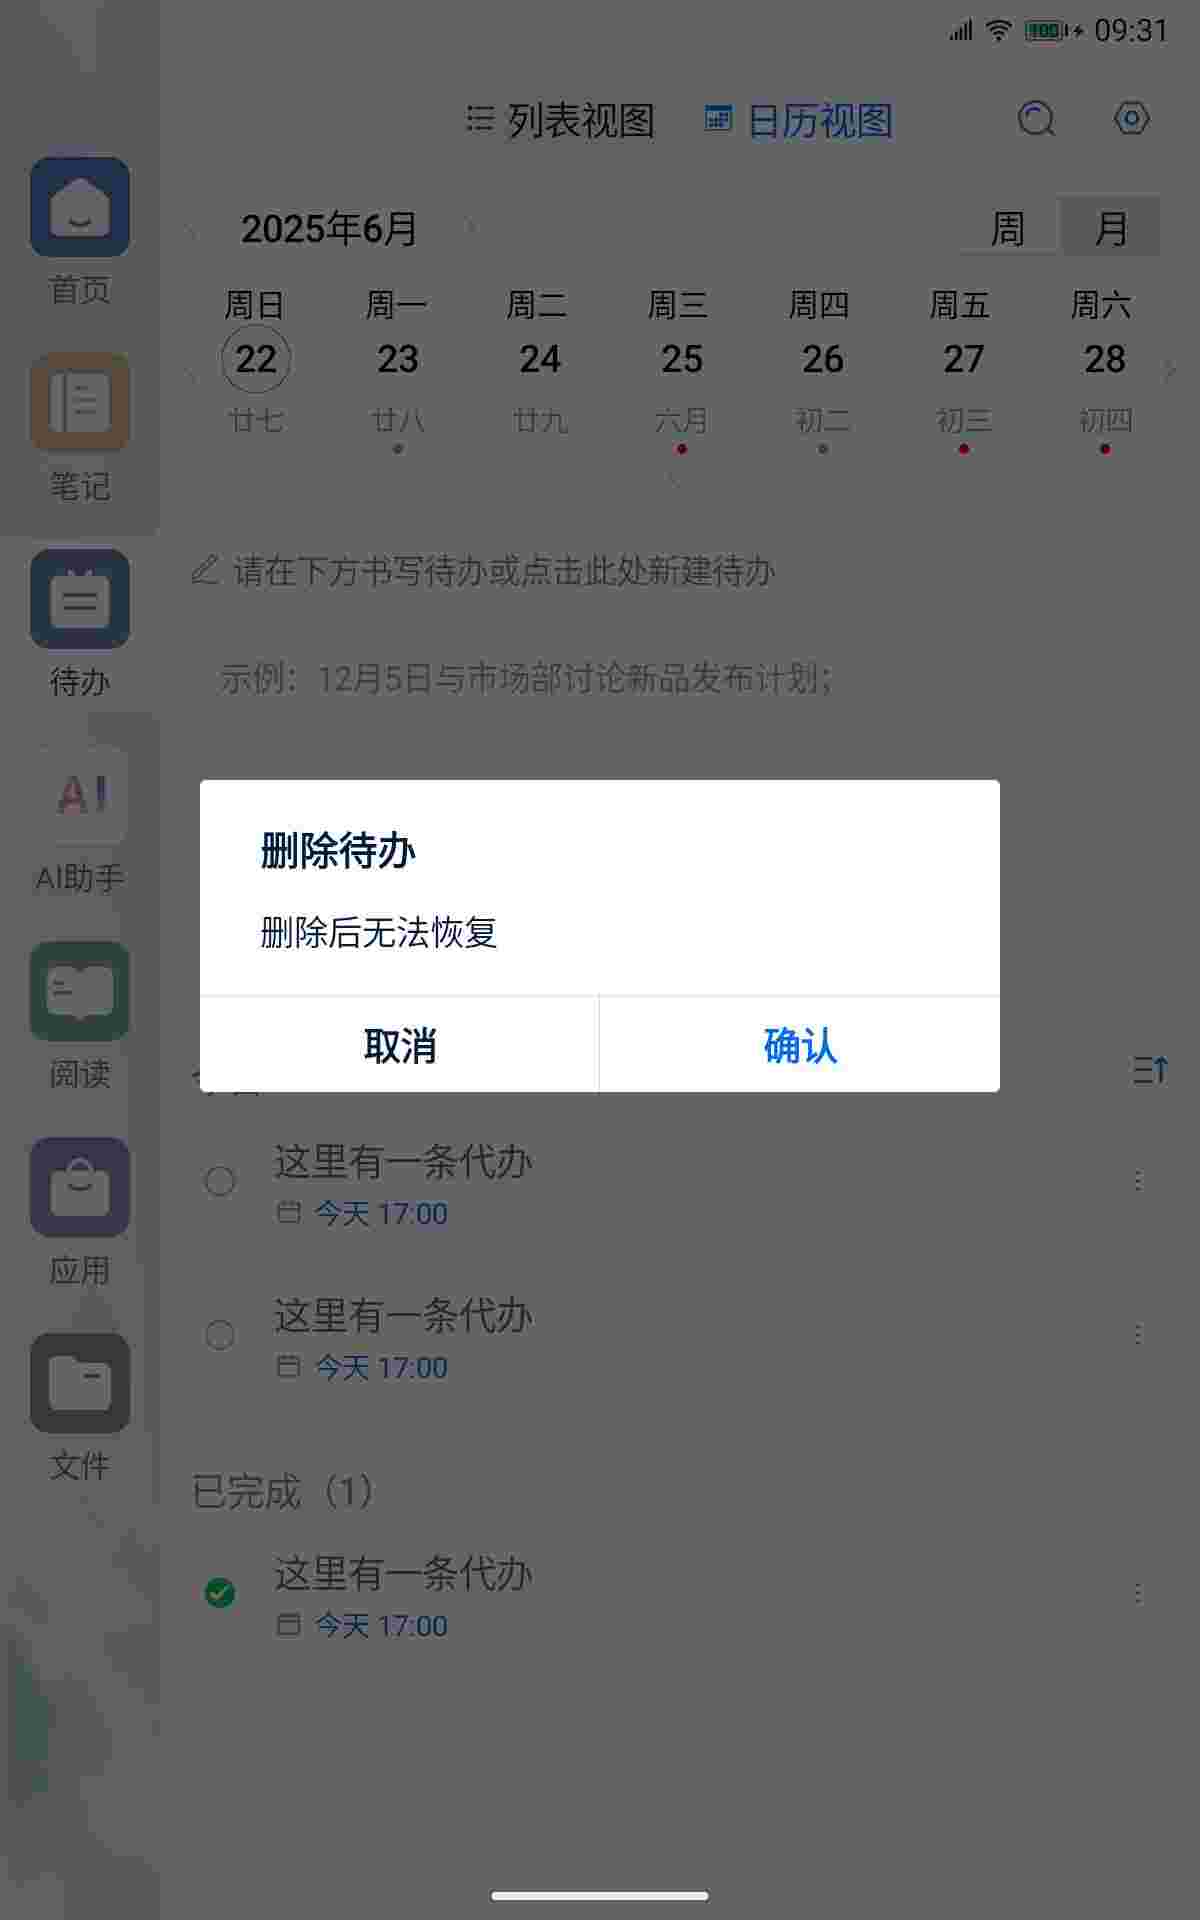 09:31
列表视图 日历视图
2025年6月 周 月
周日 周一 周二 周三 周四 周五 周六
22 23 24 25 26 27 28
廿七 廿八 廿九 六月 初二 初三 初四
请在下方书写待办或点击此处新建待办
示例：12月5日与市场部讨论新品发布计划；
首页
笔记
待办
AI
AI助手
阅读
应用
文件
删除待办
删除后无法恢复
取消 确认
这里有一条代办
今天 17:00
这里有一条代办
今天 17:00
已完成（1）
这里有一条代办
今天 17:00